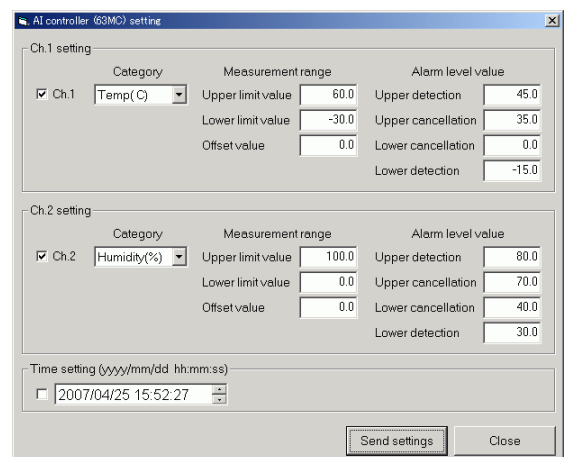 AI controller (63MC) setting
Ch.1 setting
Category Measurement range Alarm level value
Ch.1 Temp(C) Upper limit value 60.0 Upper detection 45.0
Lower limit value -30.0 Upper cancellation 35.0
Offset value 0.0 Lower cancellation 0.0
Lower detection -15.0
Ch.2 setting
Category Measurement range Alarm level value
Ch.2 Humidity(%) Upper limit value 100.0 Upper detection 80.0
Lower limit value 0.0 Upper cancellation 70.0
Offset value 0.0 Lower cancellation 40.0
Lower detection 30.0
Time setting (yyyy/mm/dd hh:mm:ss)
2007/04/25 15:52:27
Send settings Close